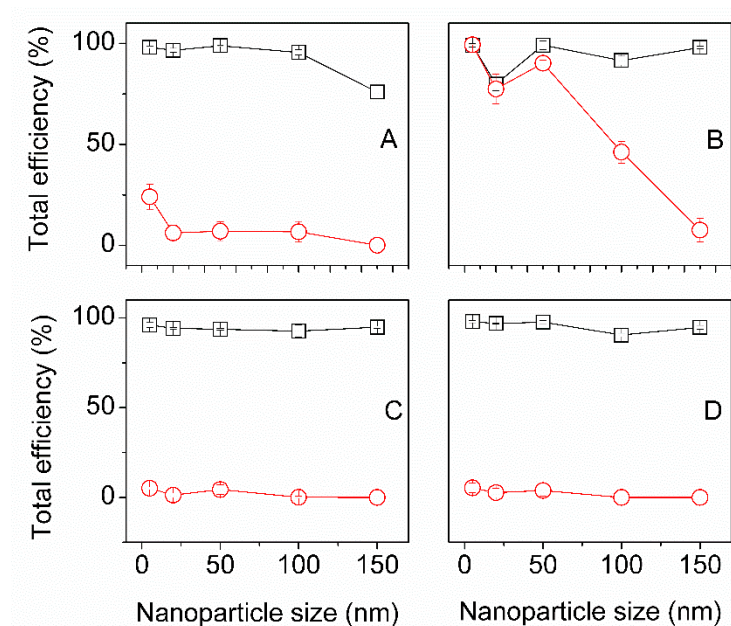 Total efficiency (%)
100
50
0
A
B
Total efficiency (%)
100
50
0
C
D
0 50 100 150
0 50 100 150
Nanoparticle size (nm)
Nanoparticle size (nm)